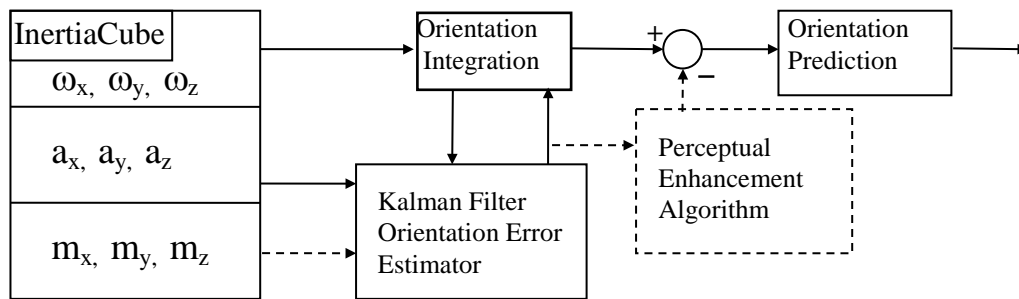 InertiaCube
ωx, ωy, ωz
ax, ay, az
mx, my, mz
Orientation
Integration
Kalman Filter
Orientation Error
Estimator
+
−
Perceptual
Enhancement
Algorithm
Orientation
Prediction